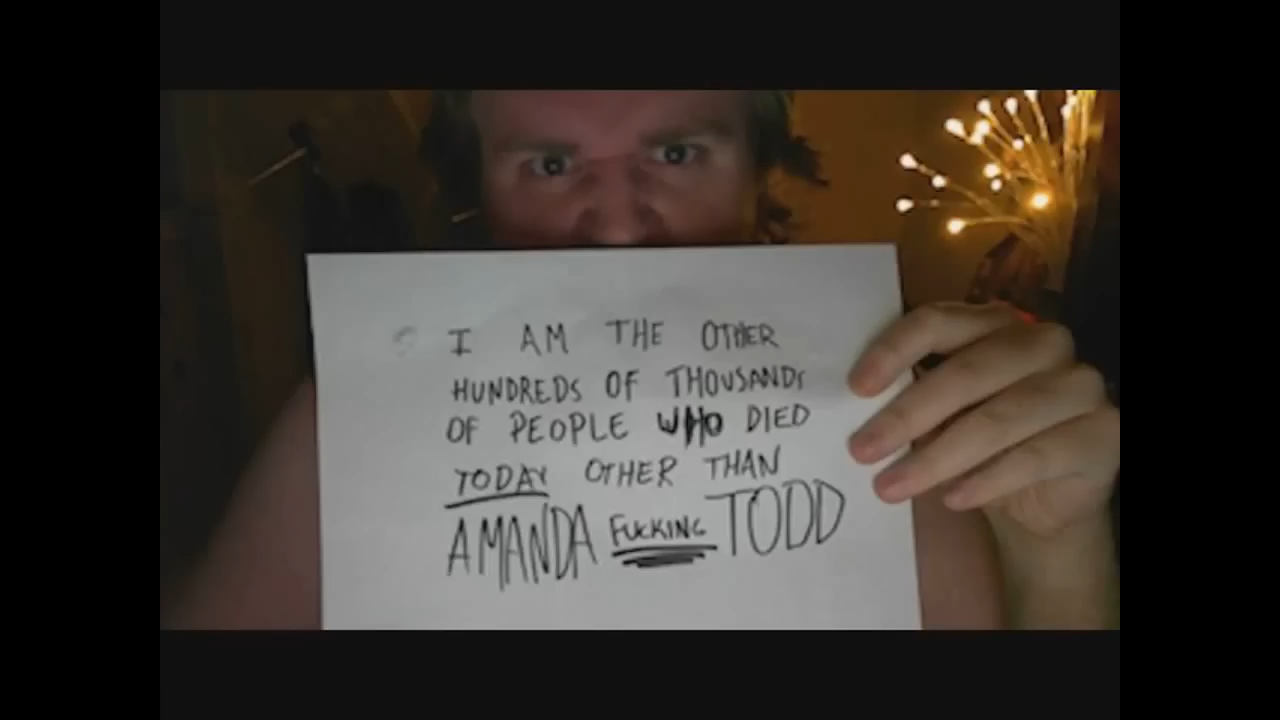 I AM THE OTHER
HUNDREDS OF THOUSANDS
OF PEOPLE WHO DIED
TODAY OTHER THAN
AMANDA FUCKING TODD